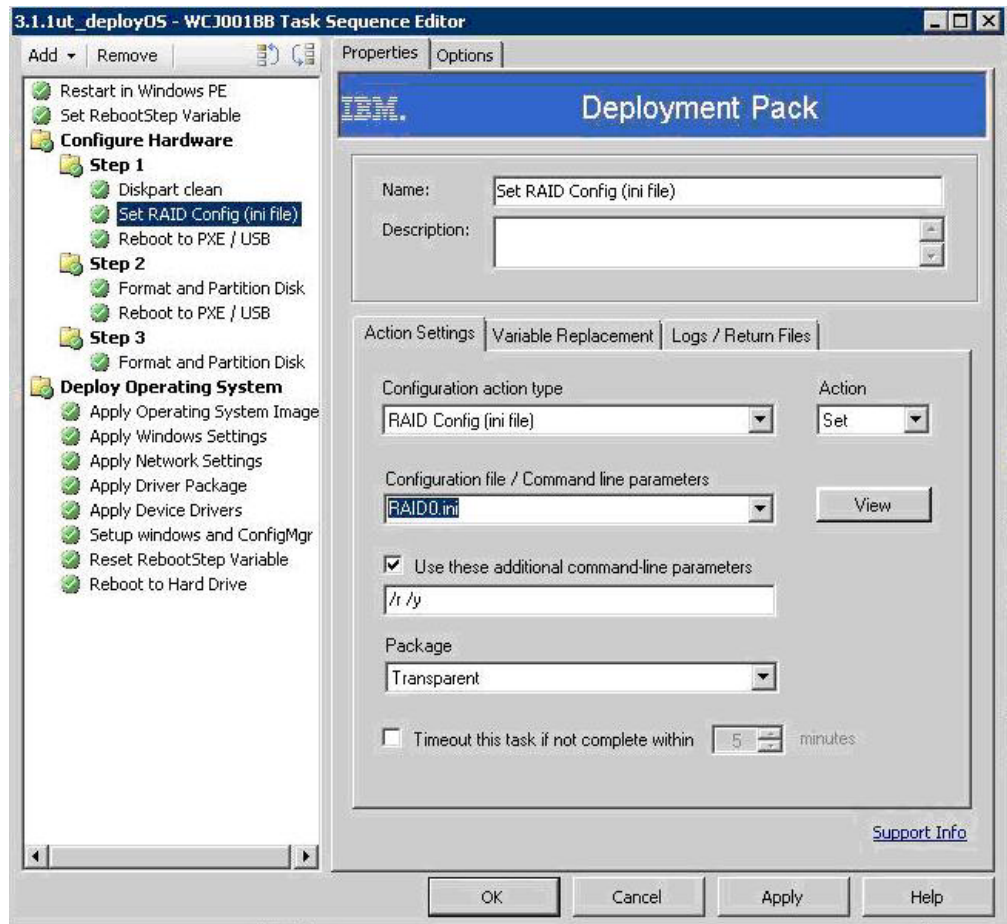 3.1.1ut_deployOS - WCJ001BB Task Sequence Editor
Add Remove
Properties Options
Restart in Windows PE
Set RebootStep Variable
Configure Hardware
Step 1
Diskpart clean
Set RAID Config (ini file)
Reboot to PXE / USB
Step 2
Format and Partition Disk
Reboot to PXE / USB
Step 3
Format and Partition Disk
Deploy Operating System
Apply Operating System Image
Apply Windows Settings
Apply Network Settings
Apply Driver Package
Apply Device Drivers
Setup windows and ConfigMgr
Reset RebootStep Variable
Reboot to Hard Drive
IBM. Deployment Pack
Name: Set RAID Config (ini file)
Description:
Action Settings Variable Replacement Logs / Return Files
Configuration action type Action
RAID Config (ini file) Set
Configuration file / Command line parameters
RAID0.ini View
Use these additional command-line parameters
/r /y
Package
Transparent
Timeout this task if not complete within 5 minutes
Support Info
OK Cancel Apply Help